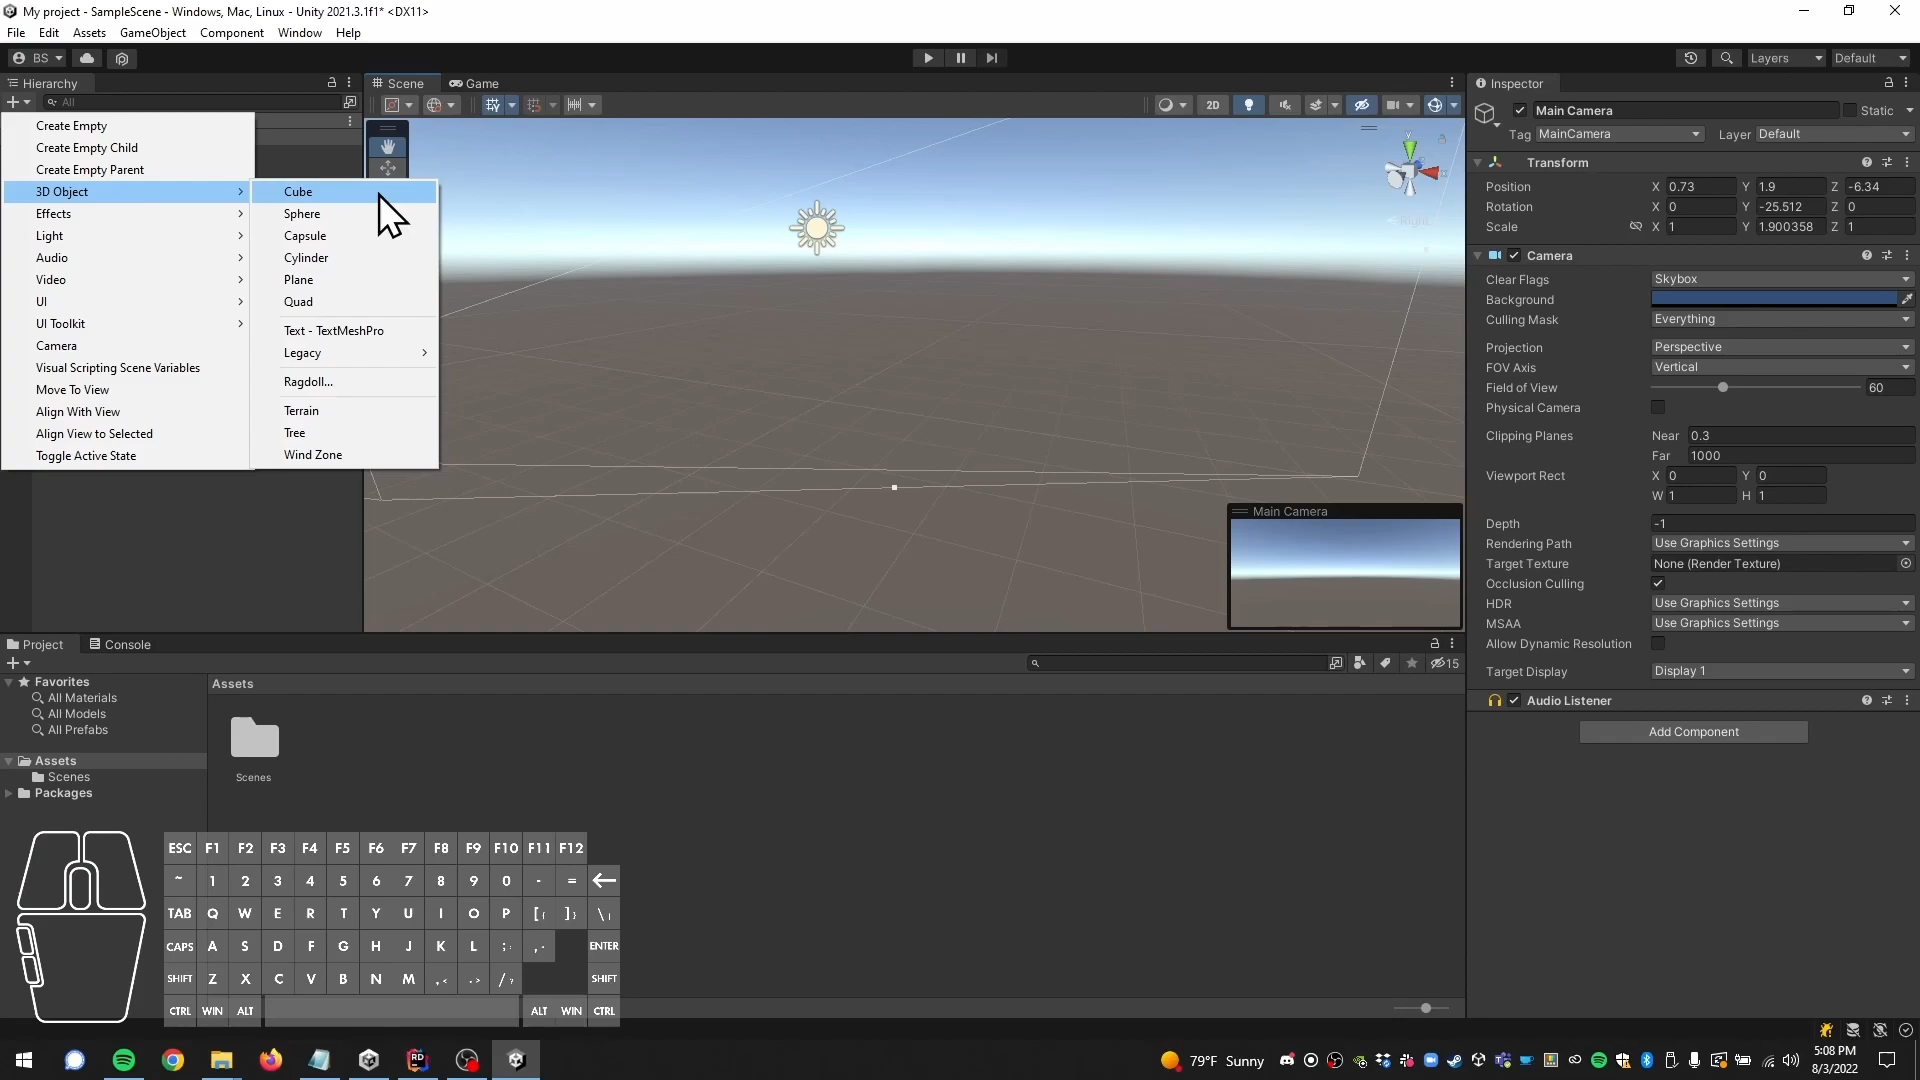 My project - SampleScene - Windows, Mac, Linux - Unity 2021.3.1f1* <DX11>
File Edit Assets GameObject Component Window Help
BS Layers Default
Hierarchy
All
Create Empty
Create Empty Child
Create Empty Parent
3D Object
Effects
Light
Audio
Video
UI
UI Toolkit
Camera
Visual Scripting Scene Variables
Move To View
Align With View
Align View to Selected
Toggle Active State
Cube
Sphere
Capsule
Cylinder
Plane
Quad
Text - TextMeshPro
Legacy
Ragdoll...
Terrain
Tree
Wind Zone
Scene Game
2D
y
x
Right
Main Camera
Inspector
Main Camera Static
Tag MainCamera Layer Default
Transform
Position X 0.73 Y 1.9 Z -6.34
Rotation X 0 Y -25.512 Z 0
Scale X 1 Y 1.900358 Z 1
Camera
Clear Flags Skybox
Background
Culling Mask Everything
Projection Perspective
FOV Axis Vertical
Field of View 60
Physical Camera
Clipping Planes Near 0.3
Far 1000
Viewport Rect X 0 Y 0
W 1 H 1
Depth -1
Rendering Path Use Graphics Settings
Target Texture None (Render Texture)
Occlusion Culling
HDR Use Graphics Settings
MSAA Use Graphics Settings
Allow Dynamic Resolution
Target Display Display 1
Audio Listener
Add Component
Project Console
15
Favorites
All Materials
All Models
All Prefabs
Assets
Scenes
Packages
Assets
Scenes
ESC F1 F2 F3 F4 F5 F6 F7 F8 F9 F10 F11 F12
~ 1 2 3 4 5 6 7 8 9 0 - =
TAB Q W E R T Y U I O P [{ ]} \|
CAPS A S D F G H J K L ;: ,. ENTER
SHIFT Z X C V B N M ,< .> /? SHIFT
CTRL WIN ALT ALT WIN CTRL
RD
79°F Sunny
5:08 PM
8/3/2022